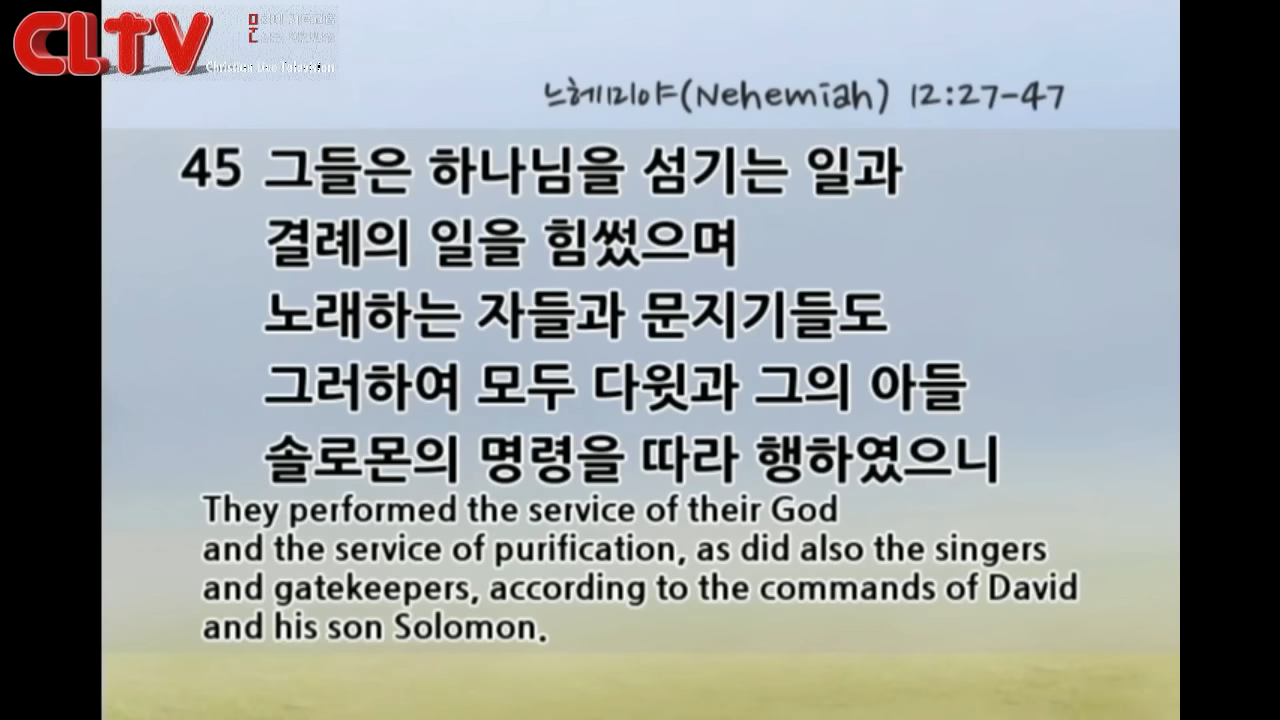 CLTV
Christian Live Television
느헤미야(Nehemiah) 12:27-47
45 그들은 하나님을 섬기는 일과
결례의 일을 힘썼으며
노래하는 자들과 문지기들도
그러하여 모두 다윗과 그의 아들
솔로몬의 명령을 따라 행하였으니
They performed the service of their God
and the service of purification, as did also the singers
and gatekeepers, according to the commands of David
and his son Solomon.